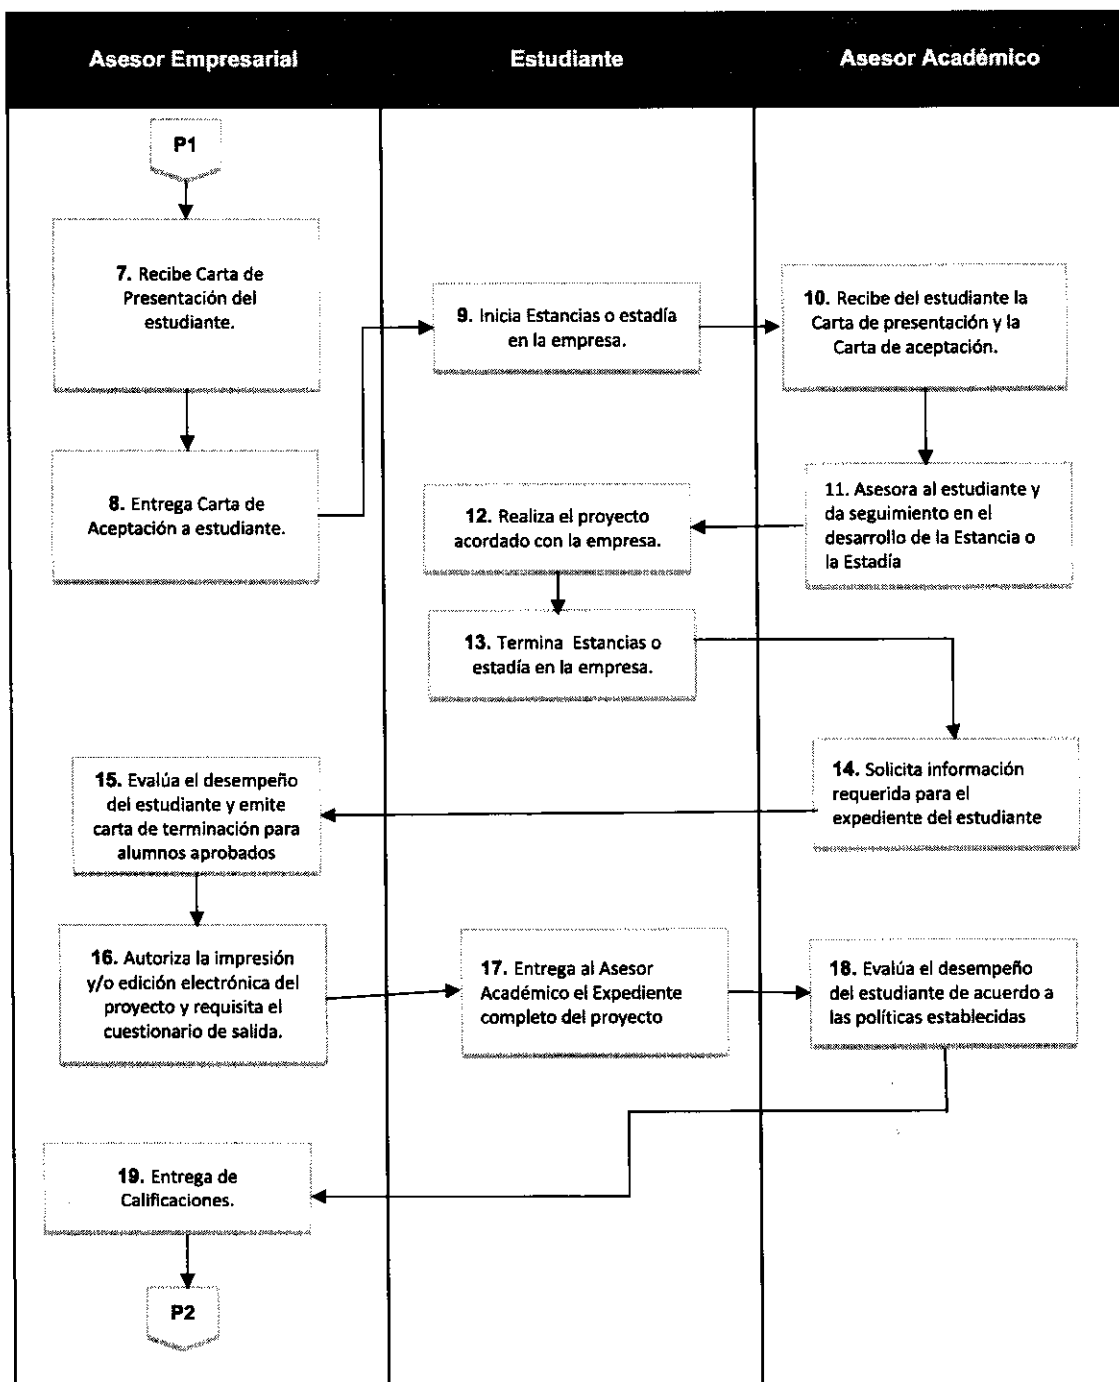 Asesor Empresarial
Estudiante
Asesor Académico
P1
7. Recibe Carta de
Presentación del
estudiante.
8. Entrega Carta de
Aceptación a estudiante.
9. Inicia Estancias o estadía
en la empresa.
10. Recibe del estudiante la
Carta de presentación y la
Carta de aceptación.
11. Asesora al estudiante y
da seguimiento en el
desarrollo de la Estancia o
la Estadía
12. Realiza el proyecto
acordado con la empresa.
13. Termina Estancias o
estadía en la empresa.
14. Solicita información
requerida para el
expediente del estudiante
15. Evalúa el desempeño
del estudiante y emite
carta de terminación para
alumnos aprobados
16. Autoriza la impresión
y/o edición electrónica del
proyecto y requisita el
cuestionario de salida.
17. Entrega al Asesor
Académico el Expediente
completo del proyecto
18. Evalúa el desempeño
del estudiante de acuerdo a
las políticas establecidas
19. Entrega de
Calificaciones.
P2